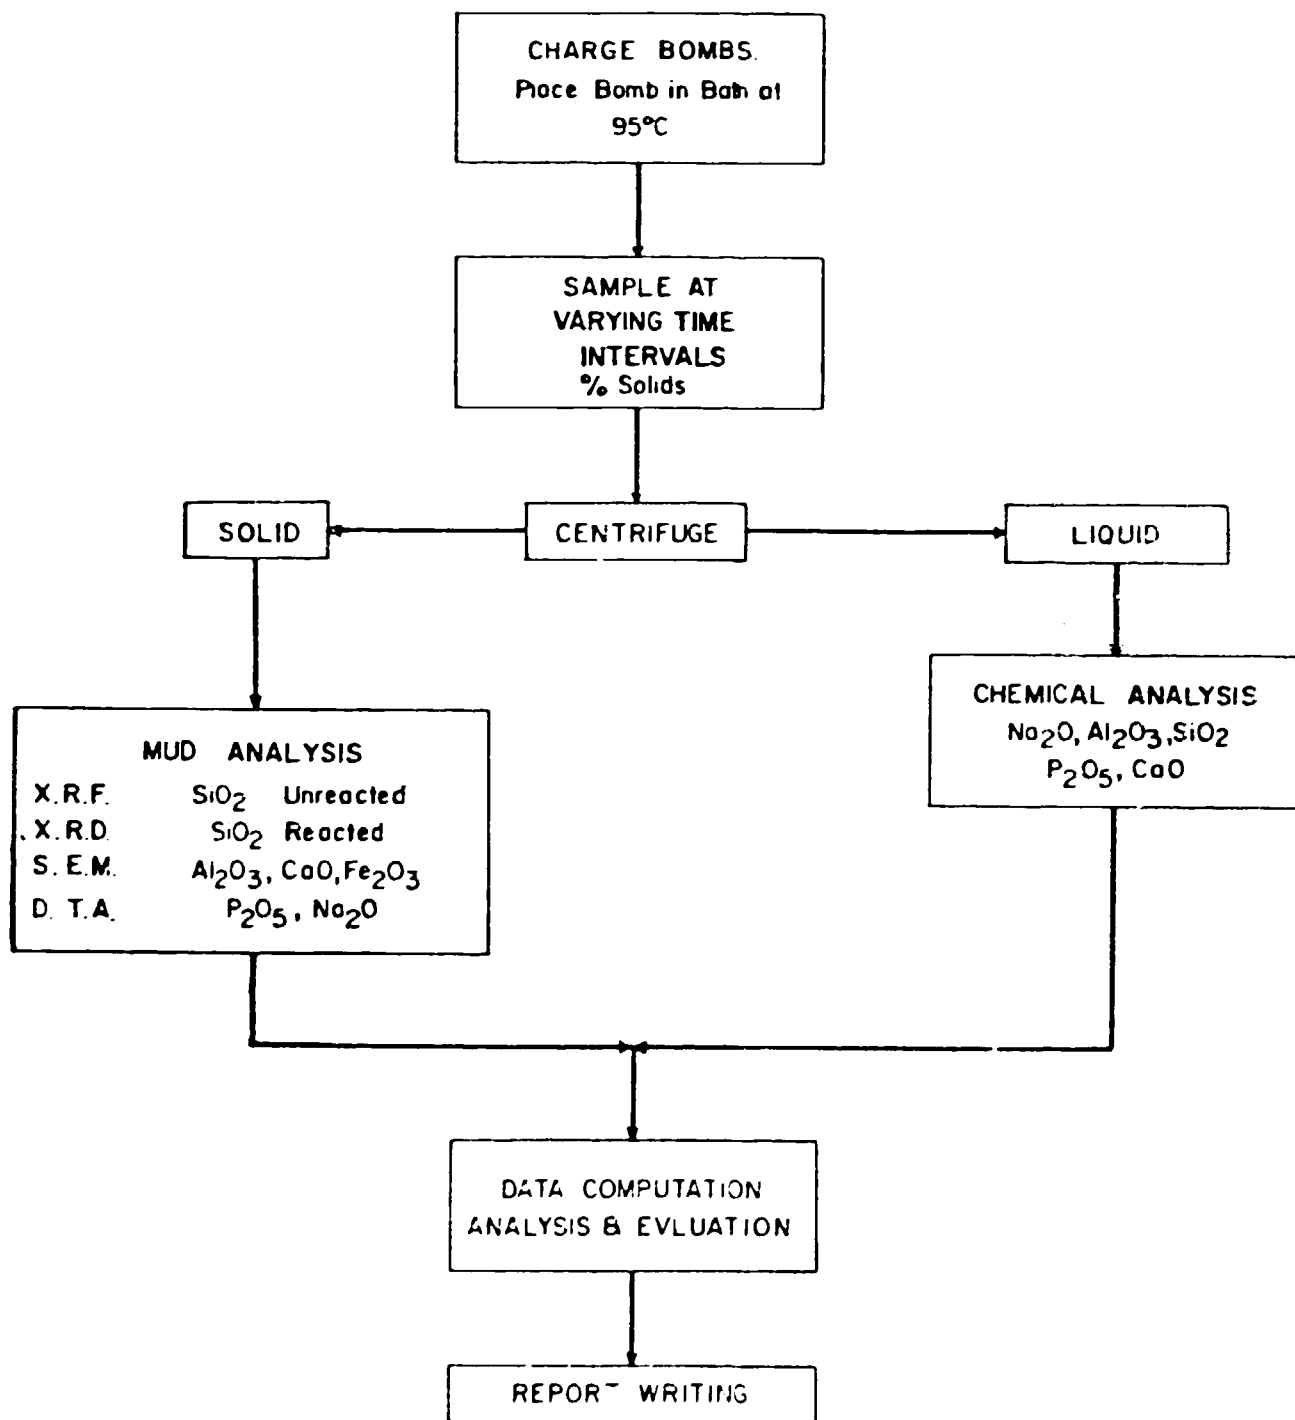 CHARGE BOMBS.
Place Bomb in Bath at
95°C
SAMPLE AT
VARYING TIME
INTERVALS
% Solids
SOLID
CENTRIFUGE
LIQUID
CHEMICAL ANALYSIS
Na₂O, Al₂O₃, SiO₂
P₂O₅, CaO
MUD ANALYSIS
X.R.F. SiO₂ Unreacted
X.R.D. SiO₂ Reacted
S.E.M. Al₂O₃, CaO, Fe₂O₃
D.T.A. P₂O₅, Na₂O
DATA COMPUTATION
ANALYSIS & EVLUATION
REPORT WRITING